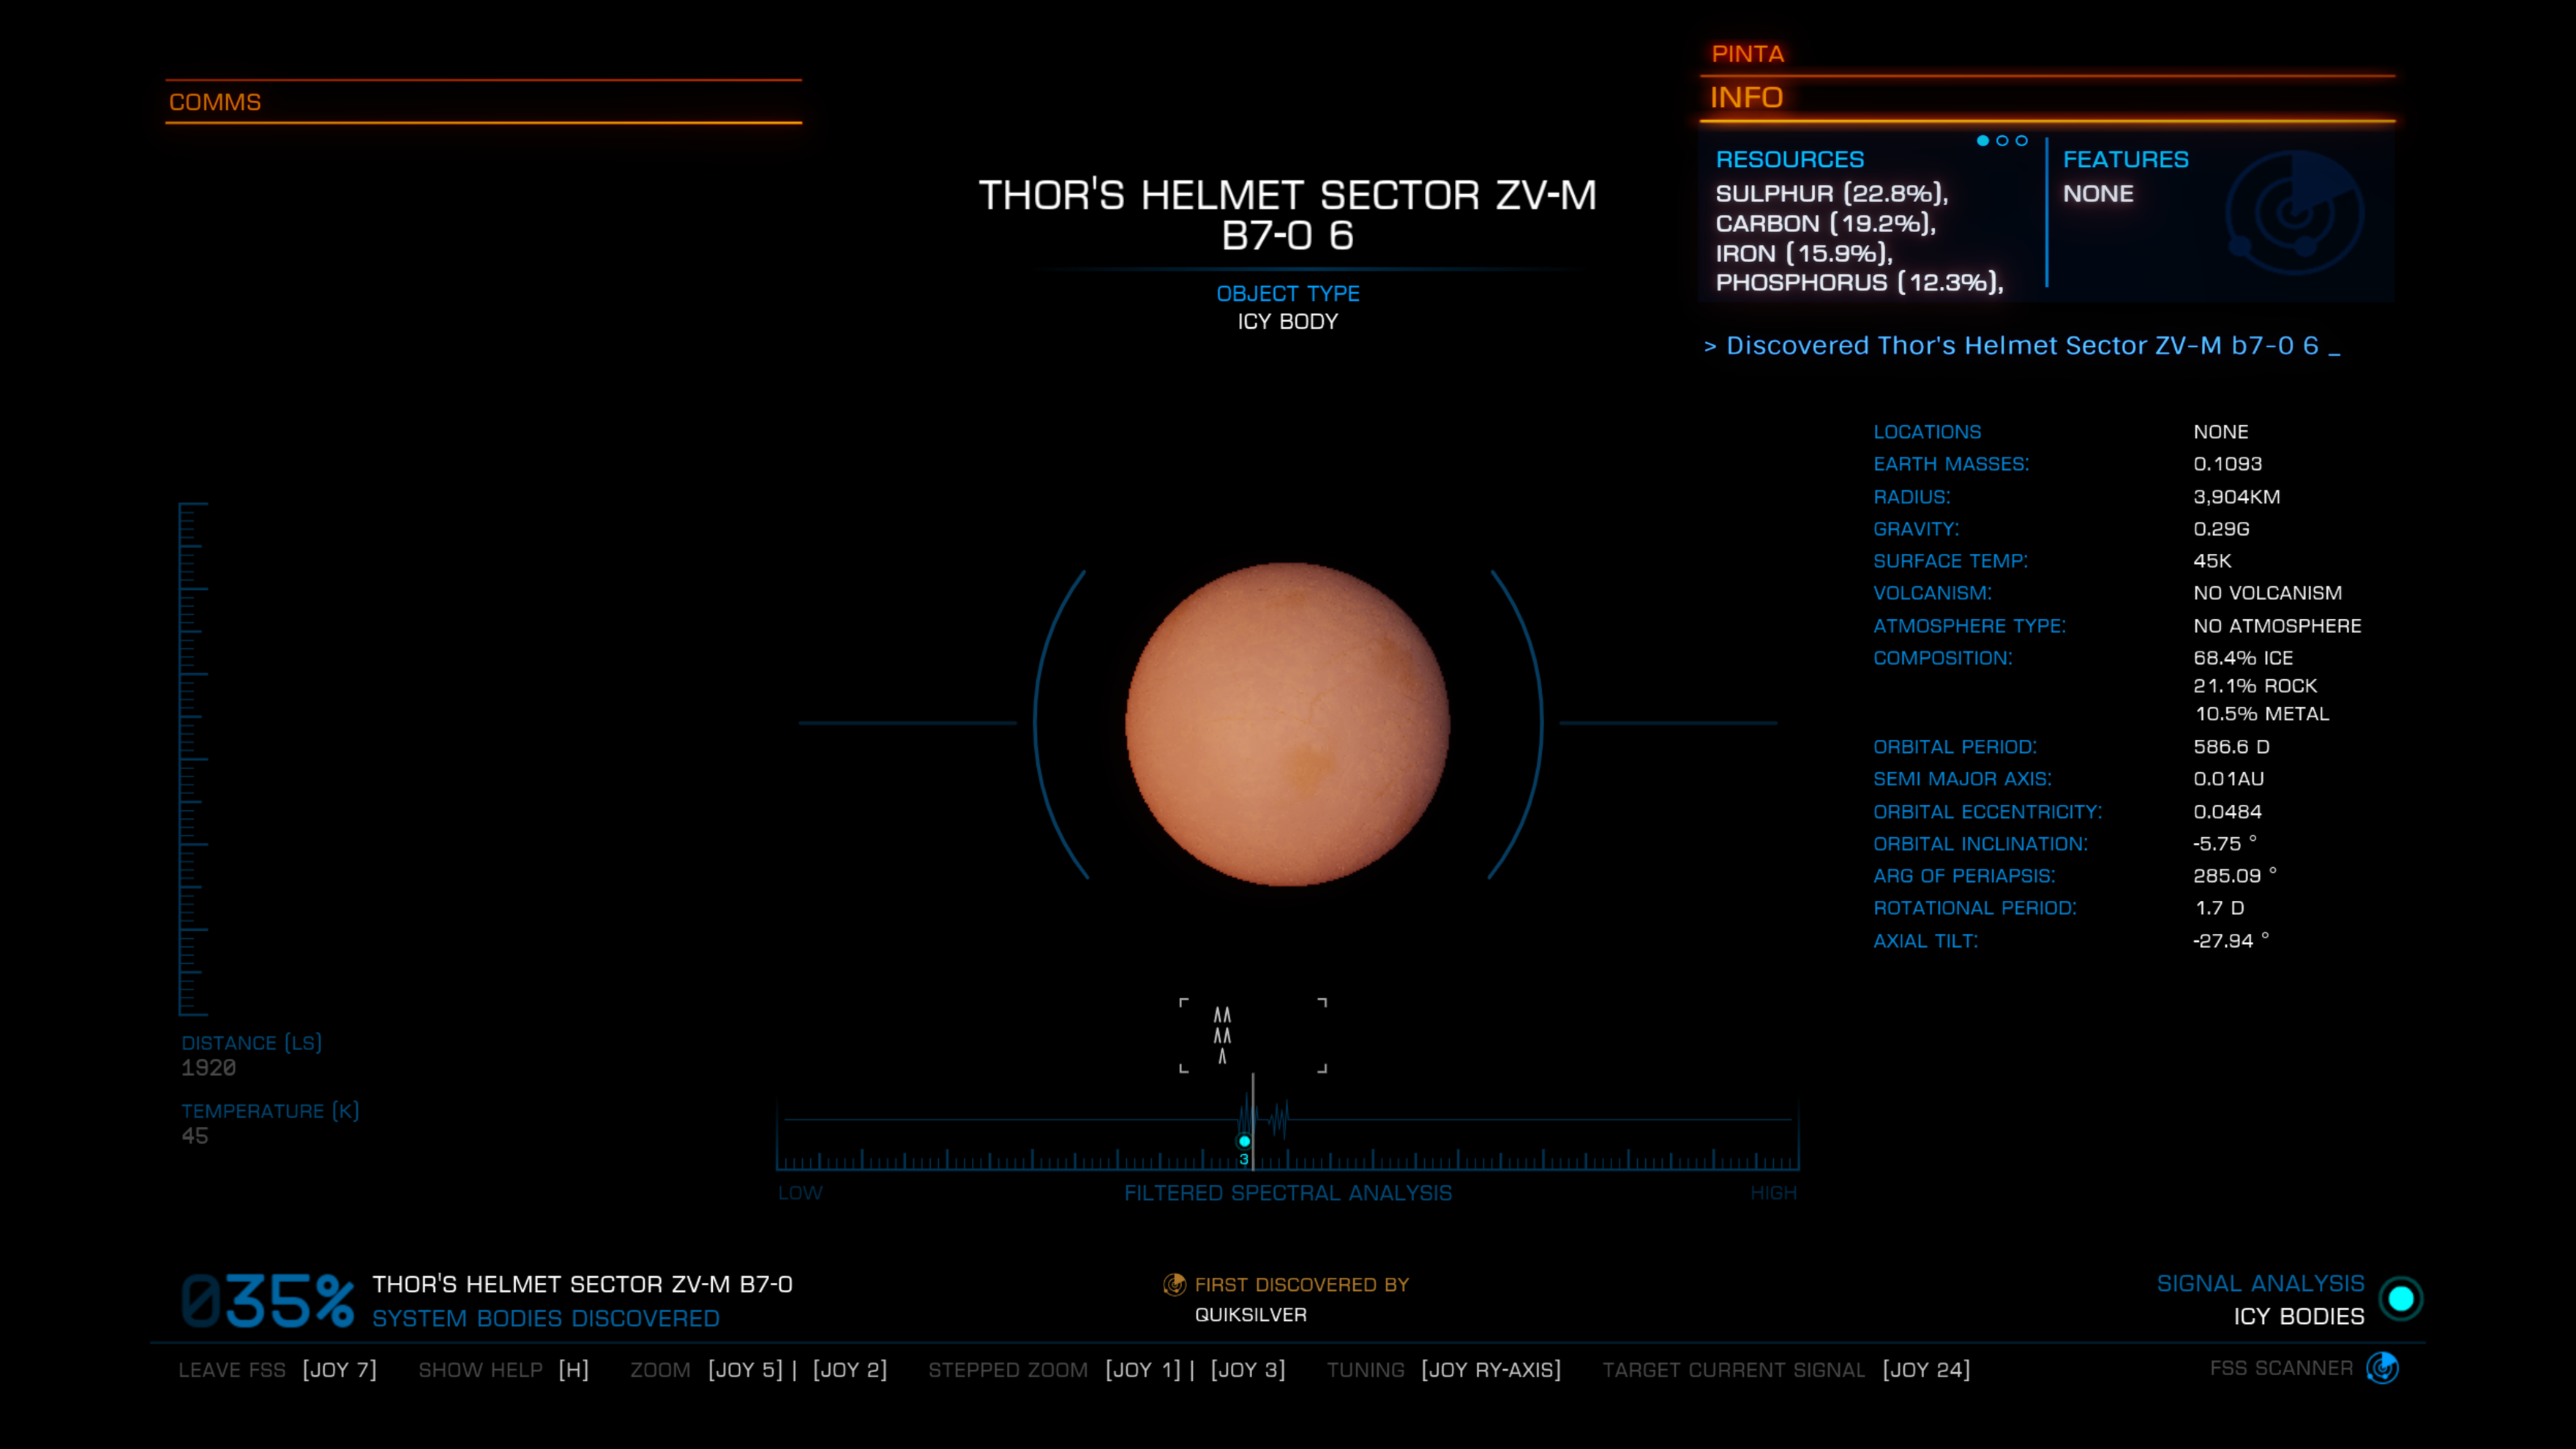 COMMS
PINTA
INFO
RESOURCES
SULPHUR (22.8%),
CARBON (19.2%),
IRON (15.9%),
PHOSPHORUS (12.3%),
FEATURES
NONE
> Discovered Thor's Helmet Sector ZV-M b7-0 6 _
THOR'S HELMET SECTOR ZV-M
B7-0 6
OBJECT TYPE
ICY BODY
LOCATIONS NONE
EARTH MASSES: 0.1093
RADIUS: 3,904KM
GRAVITY: 0.29G
SURFACE TEMP: 45K
VOLCANISM: NO VOLCANISM
ATMOSPHERE TYPE: NO ATMOSPHERE
COMPOSITION: 68.4% ICE
21.1% ROCK
10.5% METAL
ORBITAL PERIOD: 586.6 D
SEMI MAJOR AXIS: 0.01AU
ORBITAL ECCENTRICITY: 0.0484
ORBITAL INCLINATION: -5.75 °
ARG OF PERIAPSIS: 285.09 °
ROTATIONAL PERIOD: 1.7 D
AXIAL TILT: -27.94 °
DISTANCE (LS)
1920
TEMPERATURE (K)
45
3
LOW FILTERED SPECTRAL ANALYSIS HIGH
035% THOR'S HELMET SECTOR ZV-M B7-0
SYSTEM BODIES DISCOVERED
FIRST DISCOVERED BY
QUIKSILVER
SIGNAL ANALYSIS
ICY BODIES
LEAVE FSS [JOY 7] SHOW HELP [H] ZOOM [JOY 5] | [JOY 2] STEPPED ZOOM [JOY 1] | [JOY 3] TUNING [JOY RY-AXIS] TARGET CURRENT SIGNAL [JOY 24] FSS SCANNER